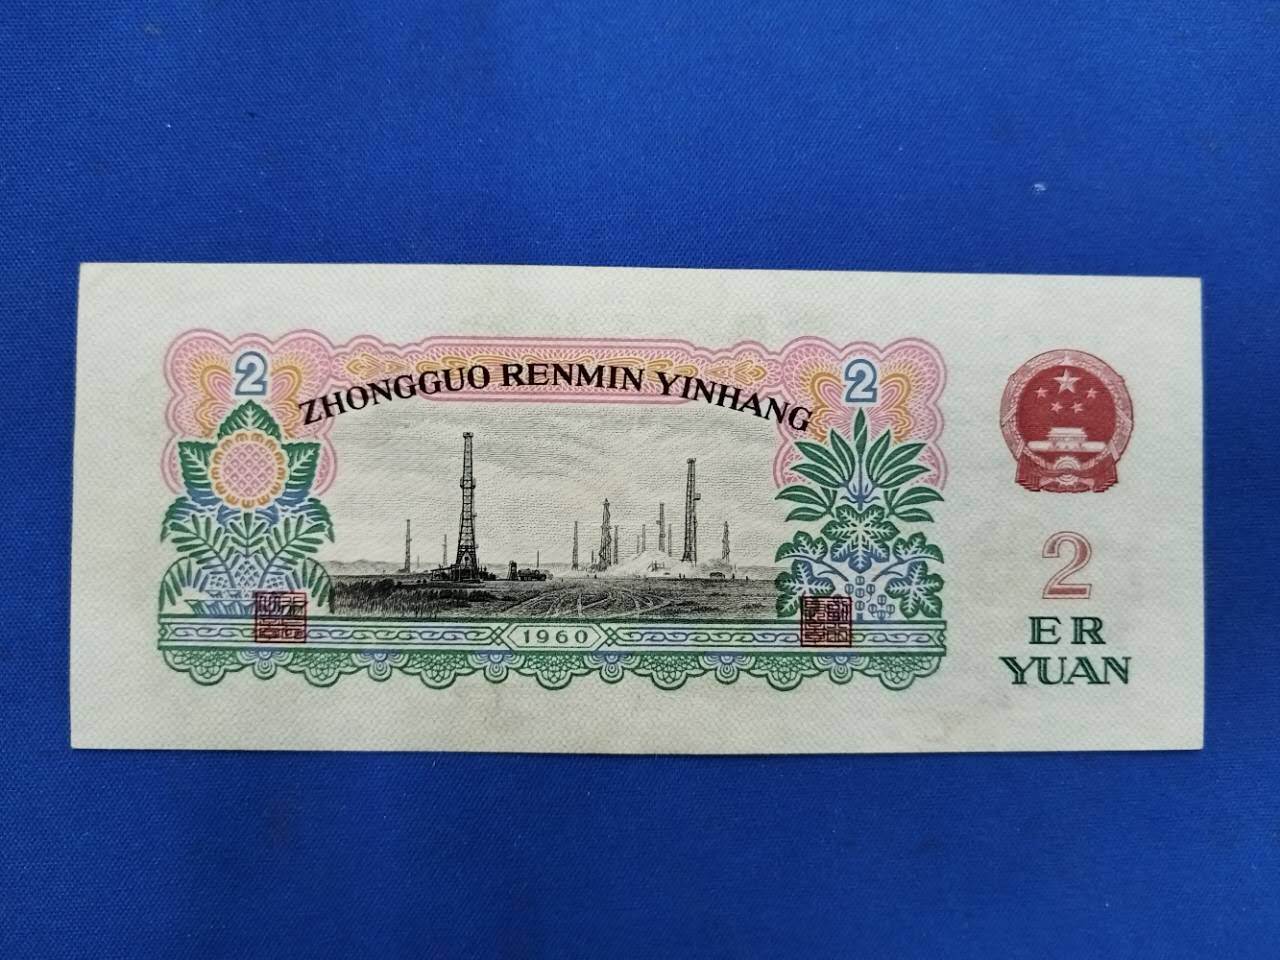 ZHONGGUO RENMIN YINHANG
2
2
1960
2
ER
YUAN